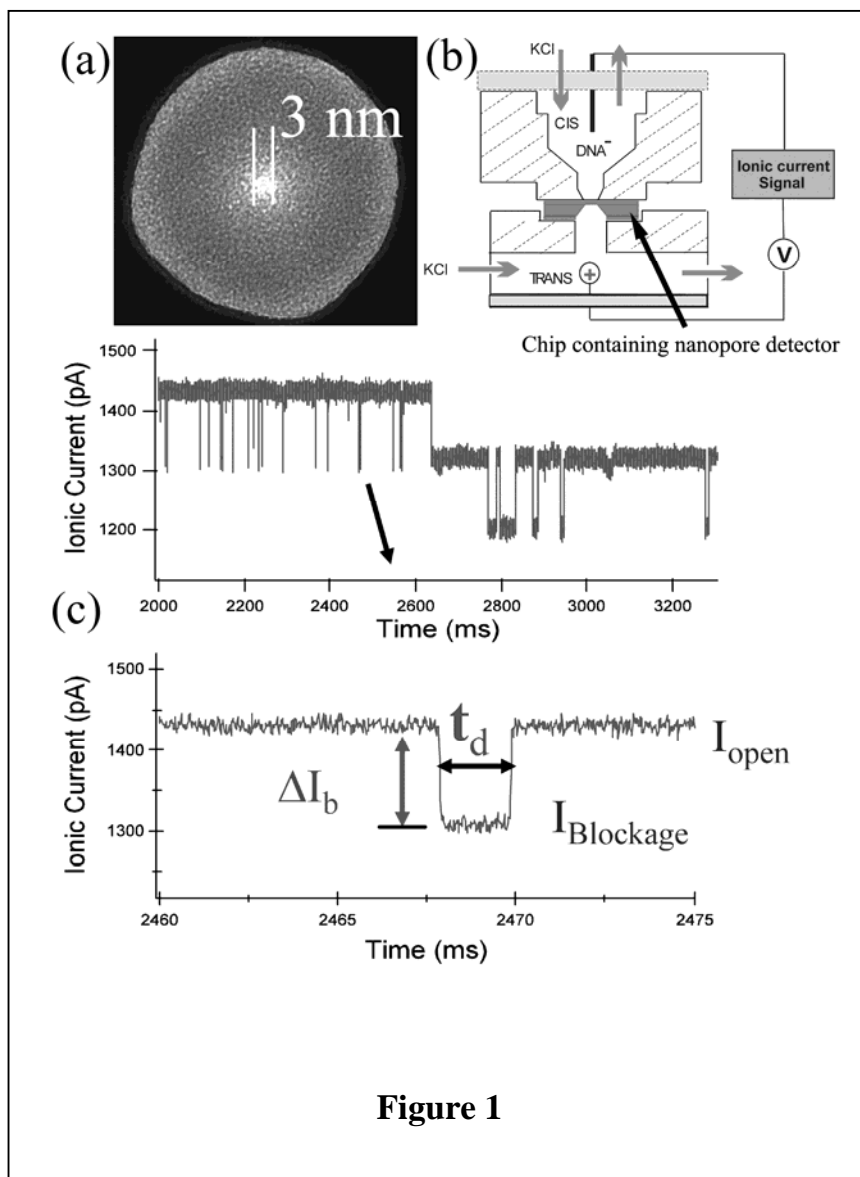 (a)
3 nm
(b)
KCl
CIS
DNA⁻
Ionic current
Signal
V
KCl
TRANS
+
Chip containing nanopore detector
Ionic Current (pA)
1500
1400
1300
1200
2000
2200
2400
2600
2800
3000
3200
Time (ms)
(c)
Ionic Current (pA)
1500
1400
1300
t_d
ΔI_b
I_open
I_Blockage
2460
2465
2470
2475
Time (ms)
Figure 1